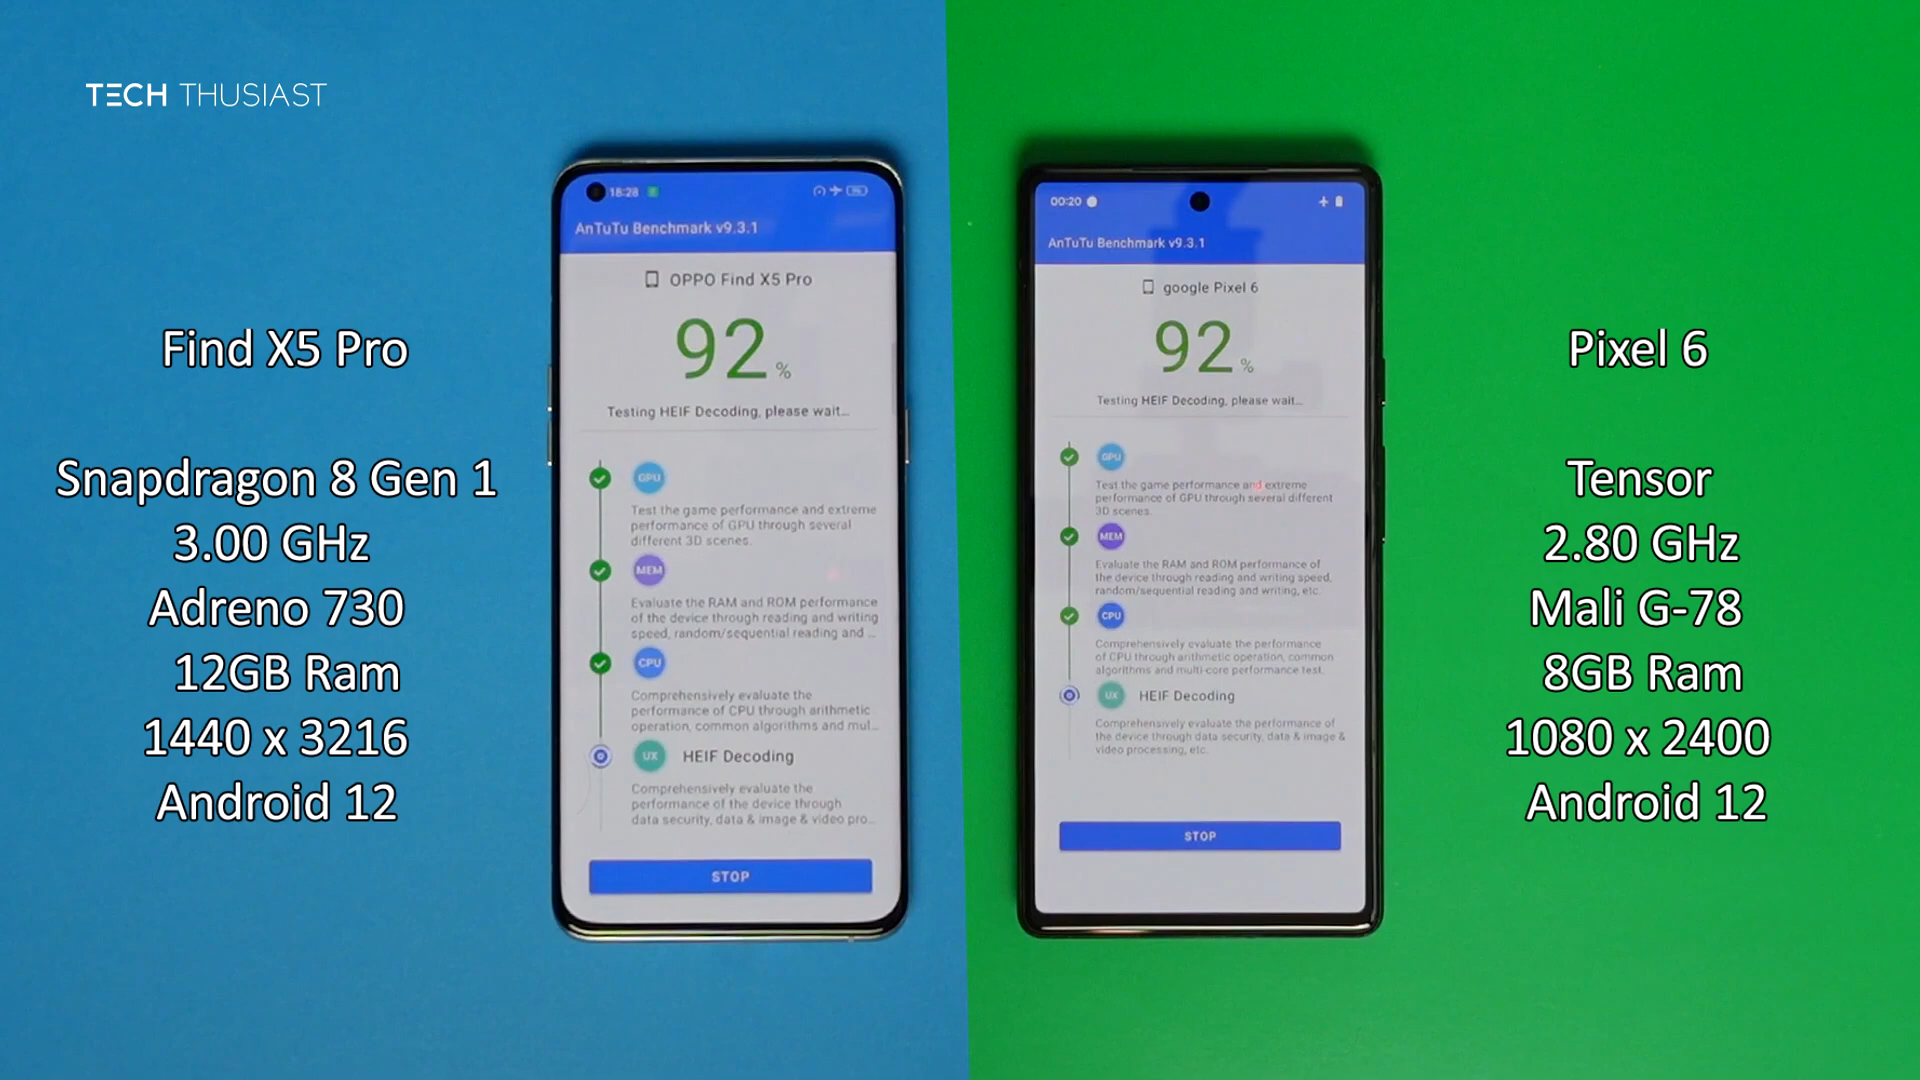 TECH THUSIAST
Find X5 Pro
Snapdragon 8 Gen 1
3.00 GHz
Adreno 730
12GB Ram
1440 x 3216
Android 12
18:28
AnTuTu Benchmark v9.3.1
OPPO Find X5 Pro
92%
Testing HEIF Decoding, please wait...
GPU
Test the game performance and extreme
performance of GPU through several
different 3D scenes.
MEM
Evaluate the RAM and ROM performance
of the device through reading and writing
speed, random/sequential reading and ...
CPU
Comprehensively evaluate the
performance of CPU through arithmetic
operation, common algorithms and mul...
UX HEIF Decoding
Comprehensively evaluate the
performance of the device through
data security, data & image & video pro...
STOP
00:20
AnTuTu Benchmark v9.3.1
google Pixel 6
92%
Testing HEIF Decoding, please wait...
GPU
Test the game performance and extreme
performance of GPU through several different
3D scenes.
MEM
Evaluate the RAM and ROM performance of
the device through reading and writing speed,
random/sequential reading and writing, etc.
CPU
Comprehensively evaluate the performance
of CPU through arithmetic operation, common
algorithms and multi-core performance test.
UX HEIF Decoding
Comprehensively evaluate the performance of
the device through data security, data & image &
video processing, etc.
STOP
Pixel 6
Tensor
2.80 GHz
Mali G-78
8GB Ram
1080 x 2400
Android 12